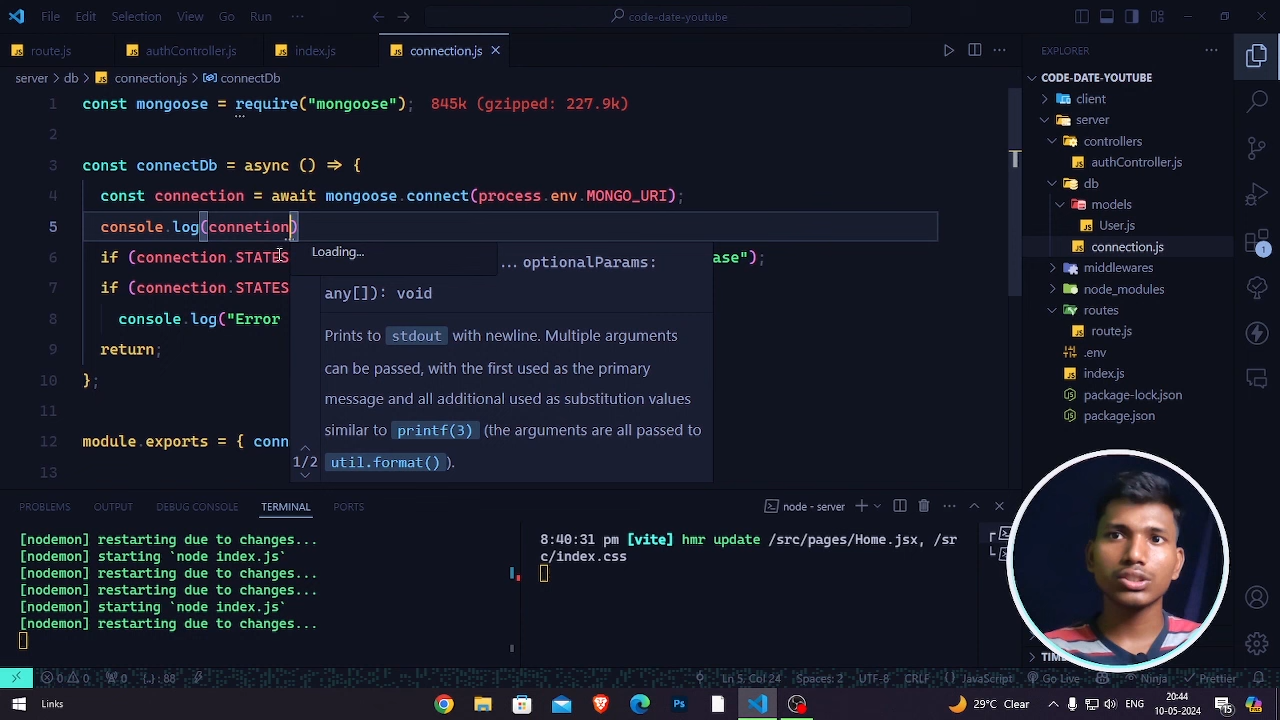 File Edit Selection View Go Run ··· code-date-youtube
route.js authController.js index.js connection.js
server > db > connection.js > connectDb
1 const mongoose = require("mongoose"); 845k (gzipped: 227.9k)
2
3 const connectDb = async () => {
4 const connection = await mongoose.connect(process.env.MONGO_URI);
5 console.log(connetion)
6 if (connection.STATES ase");
7 if (connection.STATES
8 console.log("Error
9 return;
10 };
11
12 module.exports = { conn
13
Loading...
... optionalParams:
any[]): void
Prints to stdout with newline. Multiple arguments
can be passed, with the first used as the primary
message and all additional used as substitution values
similar to printf(3) (the arguments are all passed to
1/2 util.format() ).
EXPLORER
CODE-DATE-YOUTUBE
client
server
controllers
authController.js
db
models
User.js
connection.js
middlewares
node_modules
routes
route.js
.env
index.js
package-lock.json
package.json
1
PROBLEMS OUTPUT DEBUG CONSOLE TERMINAL PORTS node - server
[nodemon] restarting due to changes...
[nodemon] starting `node index.js`
[nodemon] restarting due to changes...
[nodemon] restarting due to changes...
[nodemon] starting `node index.js`
[nodemon] restarting due to changes...
8:40:31 pm [vite] hmr update /src/pages/Home.jsx, /sr
c/index.css
TIM
0 0 0 {..}: 88 Ln 5, Col 24 Spaces: 2 UTF-8 CRLF {} JavaScript Go Live Ninja Prettier
Links 29°C Clear 20:44
10-05-2024